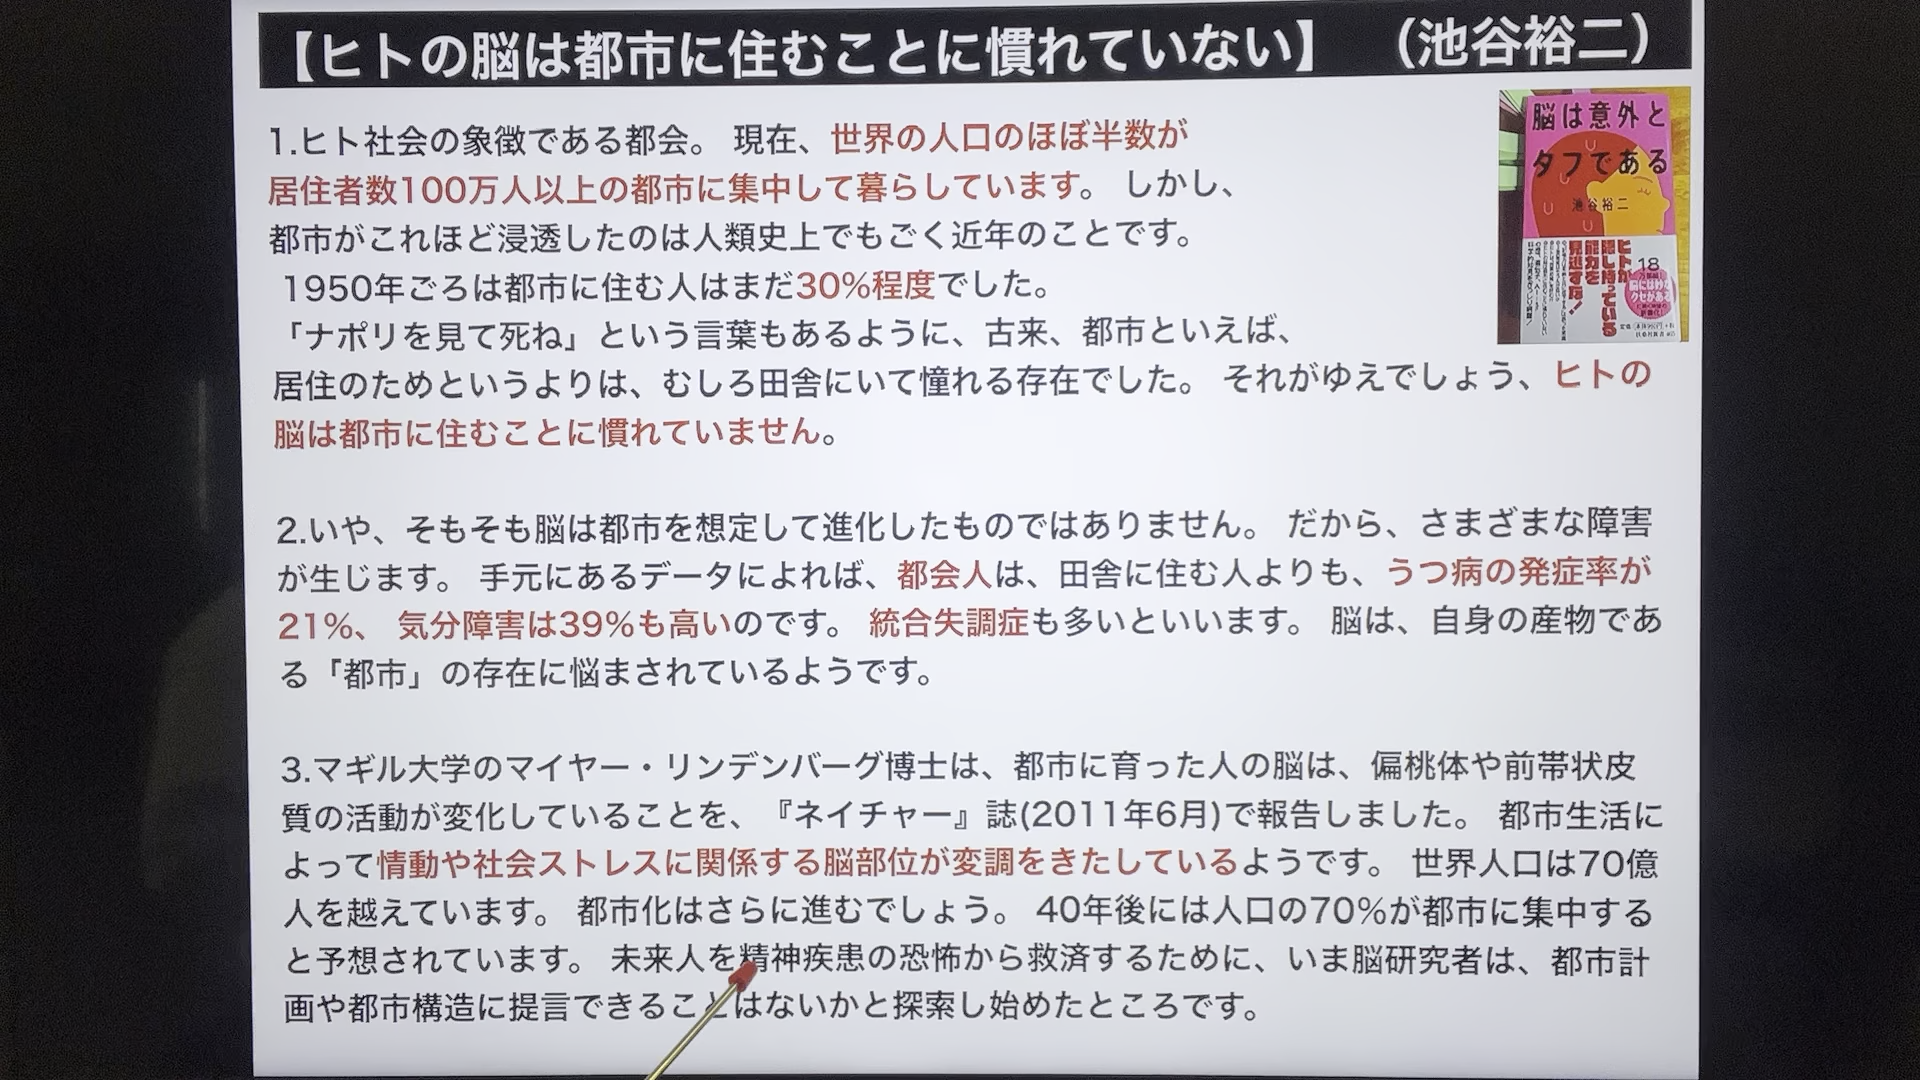 【ヒトの脳は都市に住むことに慣れていない】 (池谷裕二)
1.ヒト社会の象徴である都会。 現在、世界の人口のほぼ半数が
居住者数100万人以上の都市に集中して暮らしています。 しかし、
都市がこれほど浸透したのは人類史上でもごく近年のことです。
1950年ごろは都市に住む人はまだ30%程度でした。
「ナポリを見て死ね」という言葉もあるように、古来、都市といえば、
居住のためというよりは、むしろ田舎にいて憧れる存在でした。 それがゆえでしょう、ヒトの
脳は都市に住むことに慣れていません。
2.いや、そもそも脳は都市を想定して進化したものではありません。 だから、さまざまな障害
が生じます。 手元にあるデータによれば、都会人は、田舎に住む人よりも、うつ病の発症率が
21%、 気分障害は39%も高いのです。 統合失調症も多いといいます。 脳は、自身の産物であ
る「都市」の存在に悩まされているようです。
3.マギル大学のマイヤー・リンデンバーグ博士は、都市に育った人の脳は、偏桃体や前帯状皮
質の活動が変化していることを、『ネイチャー』誌(2011年6月)で報告しました。 都市生活に
よって情動や社会ストレスに関係する脳部位が変調をきたしているようです。 世界人口は70億
人を越えています。 都市化はさらに進むでしょう。 40年後には人口の70%が都市に集中する
と予想されています。 未来人を精神疾患の恐怖から救済するために、いま脳研究者は、都市計
画や都市構造に提言できることはないかと探索し始めたところです。
脳は意外と
タフである
池谷裕二
ヒトが
隠し持っている
能力を
見逃すな!
18